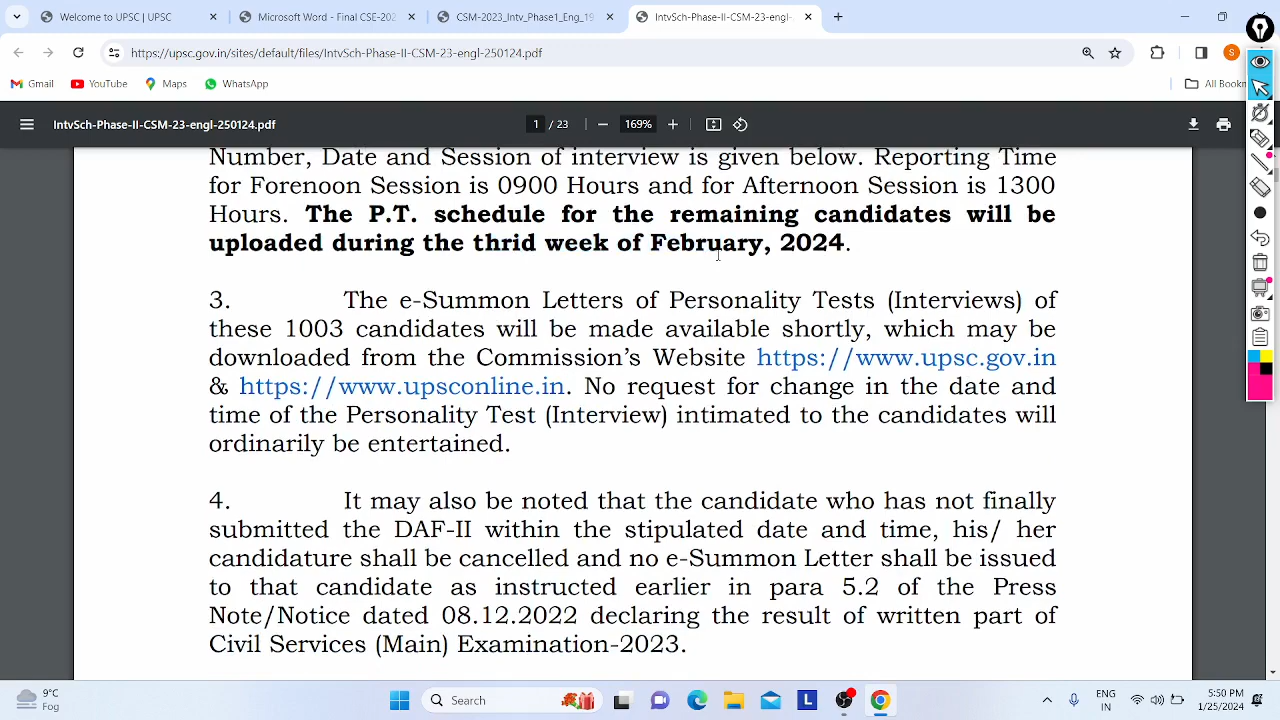 Welcome to UPSC | UPSC
Microsoft Word - Final CSE-202
CSM-2023_Intv_Phase I_Eng_19
IntvSch-Phase-II-CSM-23-engl-
https://upsc.gov.in/sites/default/files/IntvSch-Phase-II-CSM-engl-250124.pdf
S
Gmail
YouTube
Maps
WhatsApp
All Bookm
IntvSch-Phase-II-CSM-23-engl-250124.pdf
1 / 23
169%
Number, Date and Session of interview is given below. Reporting Time
for Forenoon Session is 0900 Hours and for Afternoon Session is 1300
Hours. The P.T. schedule for the remaining candidates will be
uploaded during the thrid week of February, 2024.
3. The e-Summon Letters of Personality Tests (Interviews) of
these 1003 candidates will be made available shortly, which may be
downloaded from the Commission’s Website https://www.upsc.gov.in
& https://www.upsconline.in. No request for change in the date and
time of the Personality Test (Interview) intimated to the candidates will
ordinarily be entertained.
4. It may also be noted that the candidate who has not finally
submitted the DAF-II within the stipulated date and time, his/ her
candidature shall be cancelled and no e-Summon Letter shall be issued
to that candidate as instructed earlier in para 5.2 of the Press
Note/Notice dated 08.12.2022 declaring the result of written part of
Civil Services (Main) Examination-2023.
9°C
Fog
Search
L
ENG
IN
5:50 PM
1/25/2024